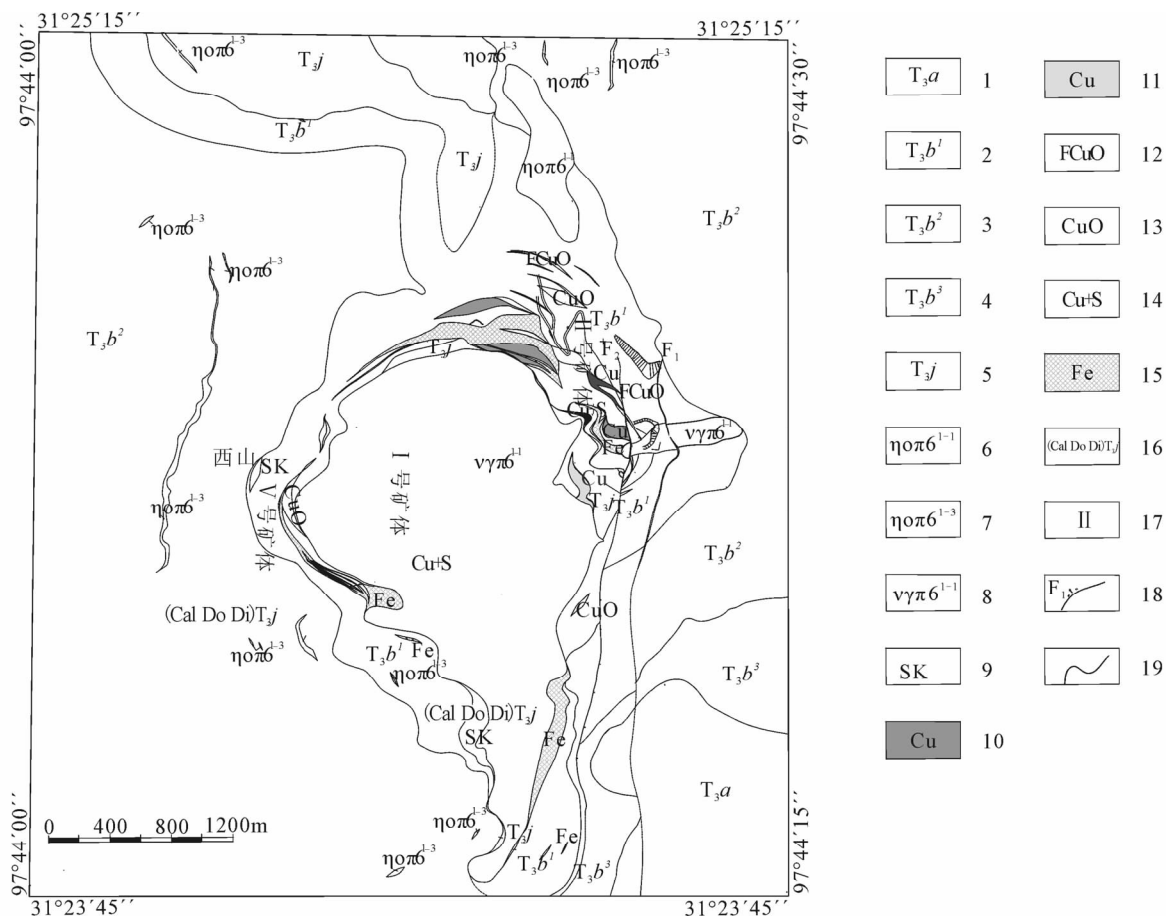 31°25´15´´
31°25´15´´
97°44´00´´
97°44´30´´
ηοπ6¹⁻³
T₃j
ηοπ6¹⁻³
ηοπ6¹⁻³
ηοπ6¹⁻³
T₃b¹
T₃j
ηοπ6¹⁻¹
ηοπ6¹⁻³
T₃b²
ηοπ6¹⁻³
FCuO
CuO
T₃b²
T₃b¹
II号矿体
T₃j
F₂
F₁
Cu
FCuO
Cu+S
νγπ6¹⁻¹
Fe
西山
SK
νγπ6¹⁻¹
I号矿体
V号矿体
CuO
Cu
T₃j
T₃b¹
ηοπ6¹⁻³
T₃b²
Cu+S
Fe
CuO
(Cal Do Di)T₃j
ηοπ6¹⁻³
T₃b¹
Fe
ηοπ6¹⁻³
T₃b³
(Cal Do Di)T₃j
SK
Fe
T₃a
ηοπ6¹⁻³
T₃j
Fe
ηοπ6¹⁻³
T₃b¹
T₃b³
0 400 800 1200m
97°44´00´´
97°44´15´´
31°23´45´´
31°23´45´´
T₃a 1
T₃b¹ 2
T₃b² 3
T₃b³ 4
T₃j 5
ηοπ6¹⁻¹ 6
ηοπ6¹⁻³ 7
νγπ6¹⁻¹ 8
SK 9
Cu 10
Cu 11
FCuO 12
CuO 13
Cu+S 14
Fe 15
(Cal Do Di)T₃j 16
II 17
F₁ 18
19